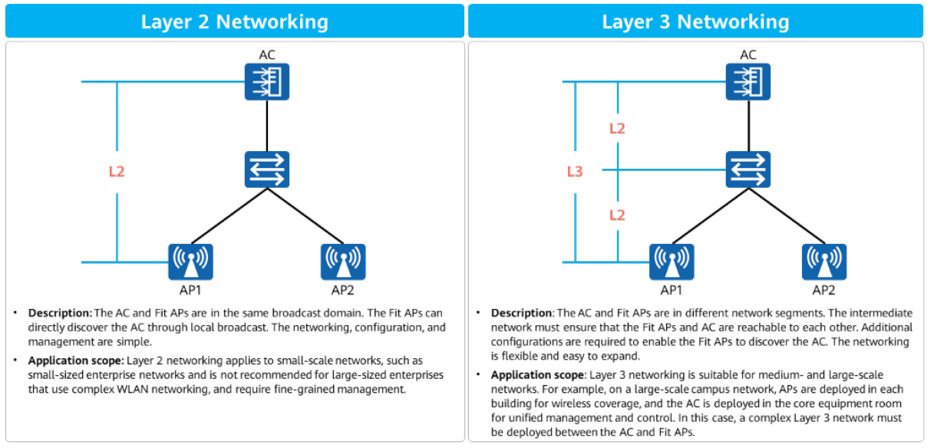 Layer 2 Networking
AC
L2
AP1
AP2
• Description: The AC and Fit APs are in the same broadcast domain. The Fit APs can
directly discover the AC through local broadcast. The networking, configuration, and
management are simple.
• Application scope: Layer 2 networking applies to small-scale networks, such as
small-sized enterprise networks and is not recommended for large-sized enterprises
that use complex WLAN networking, and require fine-grained management.
Layer 3 Networking
AC
L2
L3
L2
AP1
AP2
• Description: The AC and Fit APs are in different network segments. The intermediate
network must ensure that the Fit APs and AC are reachable to each other. Additional
configurations are required to enable the Fit APs to discover the AC. The networking
is flexible and easy to expand.
• Application scope: Layer 3 networking is suitable for medium- and large-scale
networks. For example, on a large-scale campus network, APs are deployed in each
building for wireless coverage, and the AC is deployed in the core equipment room
for unified management and control. In this case, a complex Layer 3 network must
be deployed between the AC and Fit APs.